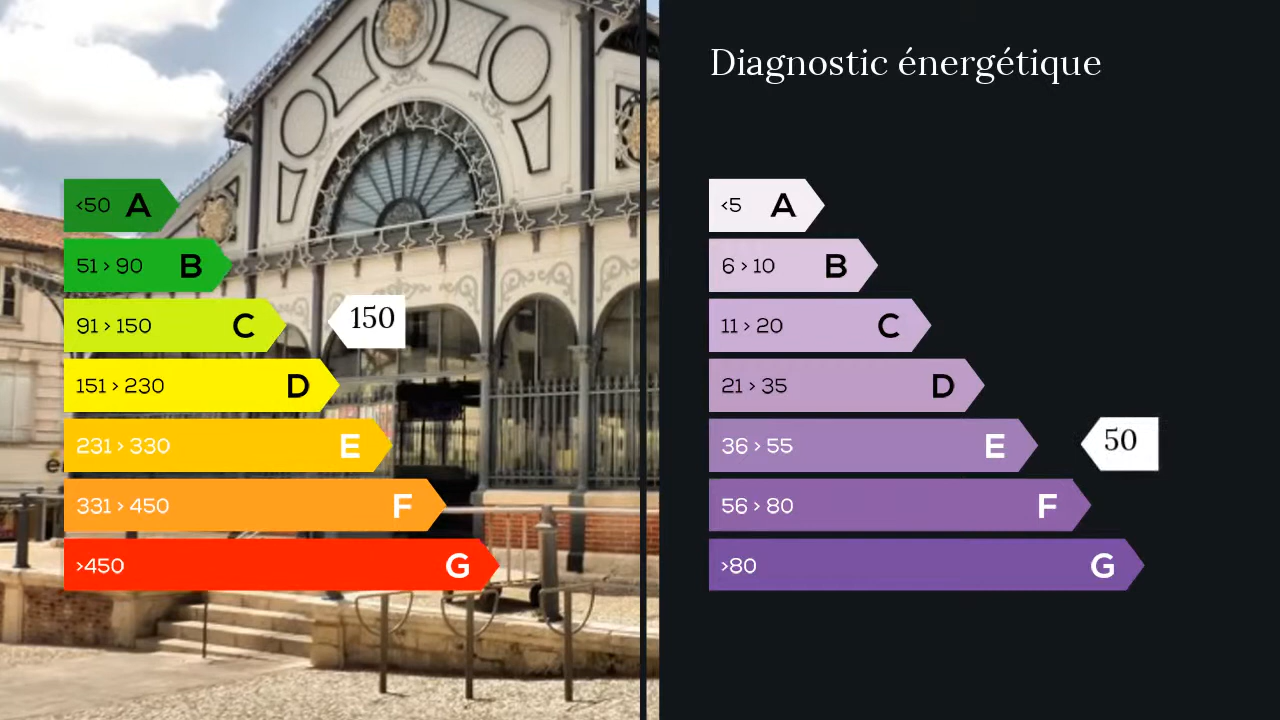 Diagnostic énergétique
<50 A
51 > 90 B
91 > 150 C
150
151 > 230 D
231 > 330 E
331 > 450 F
>450 G
<5 A
6 > 10 B
11 > 20 C
21 > 35 D
36 > 55 E
50
56 > 80 F
>80 G